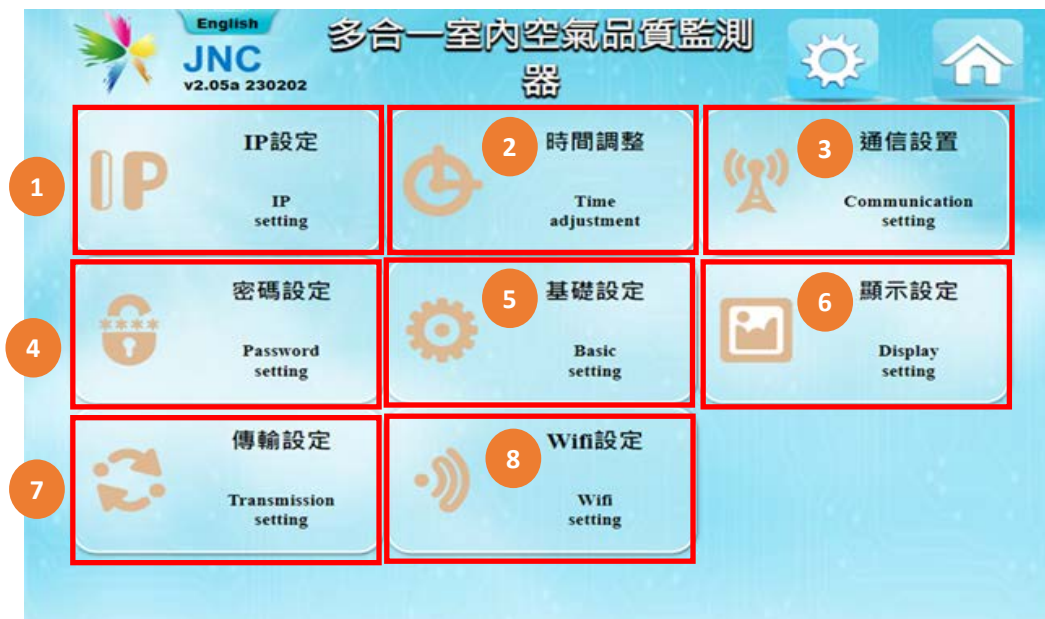 English
JNC
v2.05a 230202
多合一室內空氣品質監測
器
1
IP
IP設定
IP
setting
2
時間調整
Time
adjustment
3
通信設置
Communication
setting
4
****
密碼設定
Password
setting
5
基礎設定
Basic
setting
6
顯示設定
Display
setting
7
傳輸設定
Transmission
setting
8
Wifi設定
Wifi
setting